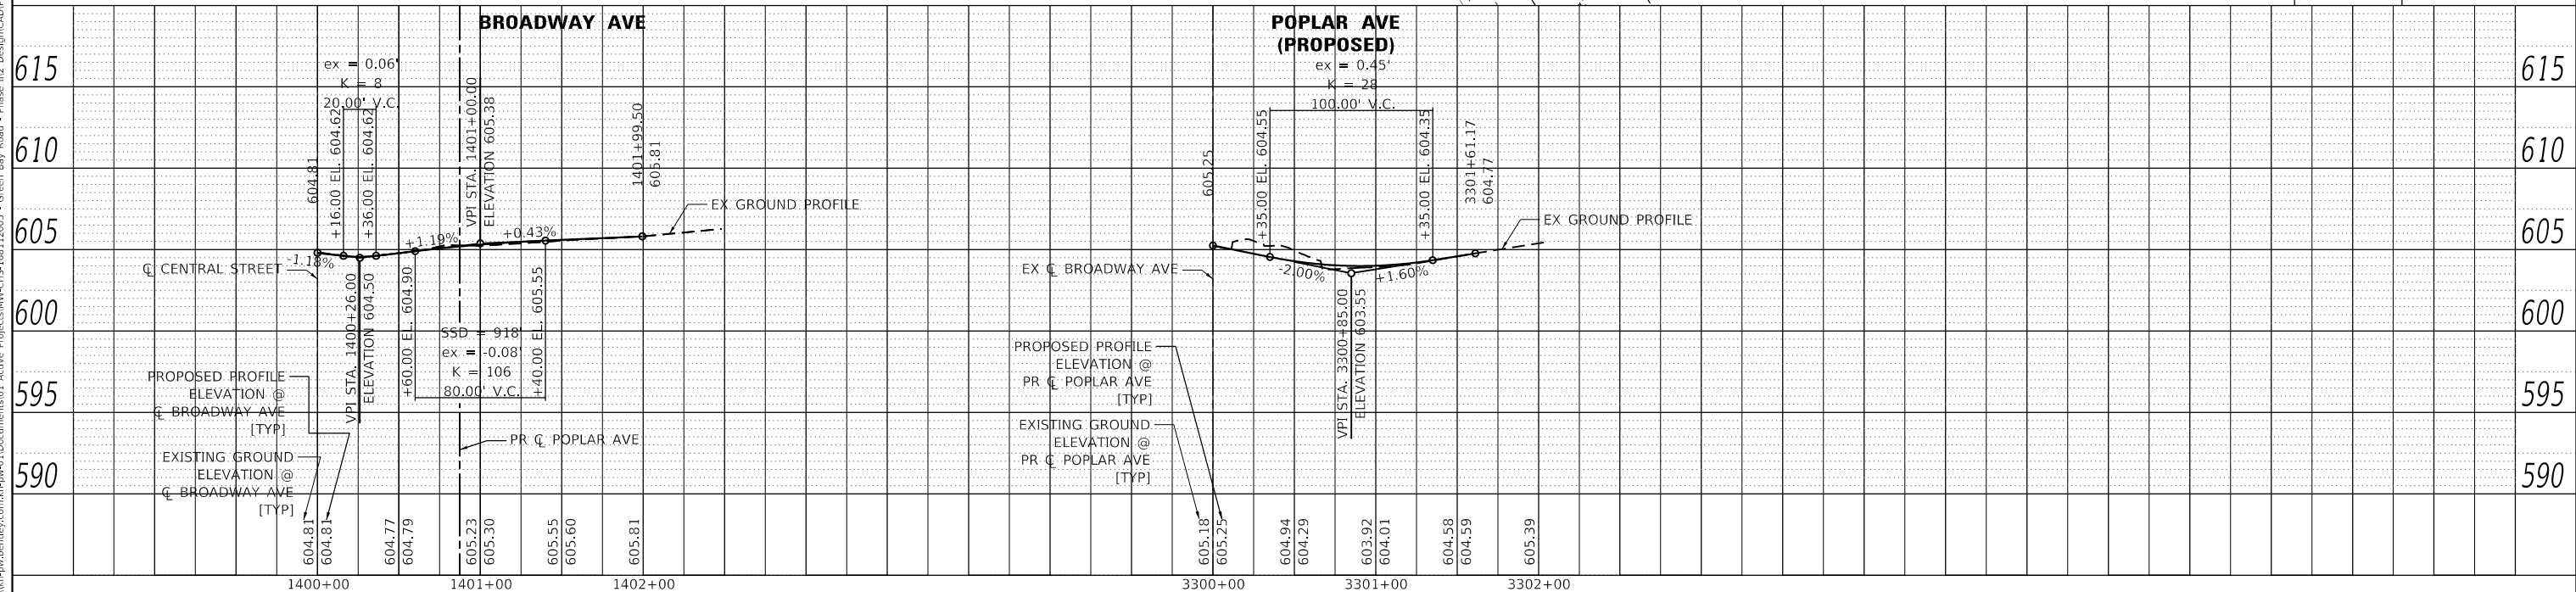 BROADWAY AVE
ex = 0.06'
K = 8
20.00' V.C.
604.81
+16.00 EL. 604.62
+36.00 EL. 604.62
VPI STA. 1401+00.00
ELEVATION 605.38
1401+99.50
605.81
EX GROUND PROFILE
-1.18%
+1.19%
+0.43%
℄ CENTRAL STREET
VPI STA. 1400+26.00
ELEVATION 604.50
+60.00 EL. 604.90
SSD = 918'
ex = -0.08'
K = 106
80.00' V.C.
+40.00 EL. 605.55
PROPOSED PROFILE
ELEVATION @
℄ BROADWAY AVE
[TYP]
PR ℄ POPLAR AVE
EXISTING GROUND
ELEVATION @
℄ BROADWAY AVE
[TYP]
604.81
604.81
604.77
604.79
605.23
605.30
605.55
605.60
605.81
1400+00
1401+00
1402+00
POPLAR AVE
(PROPOSED)
ex = 0.45'
K = 28
100.00' V.C.
605.25
+35.00 EL. 604.55
+35.00 EL. 604.35
3301+61.17
604.77
EX GROUND PROFILE
EX ℄ BROADWAY AVE
-2.00%
+1.60%
VPI STA. 3300+85.00
ELEVATION 603.55
PROPOSED PROFILE
ELEVATION @
PR ℄ POPLAR AVE
[TYP]
EXISTING GROUND
ELEVATION @
PR ℄ POPLAR AVE
[TYP]
605.18
605.25
604.94
604.29
603.92
604.01
604.58
604.59
605.39
3300+00
3301+00
3302+00
615
610
605
600
595
590
615
610
605
600
595
590